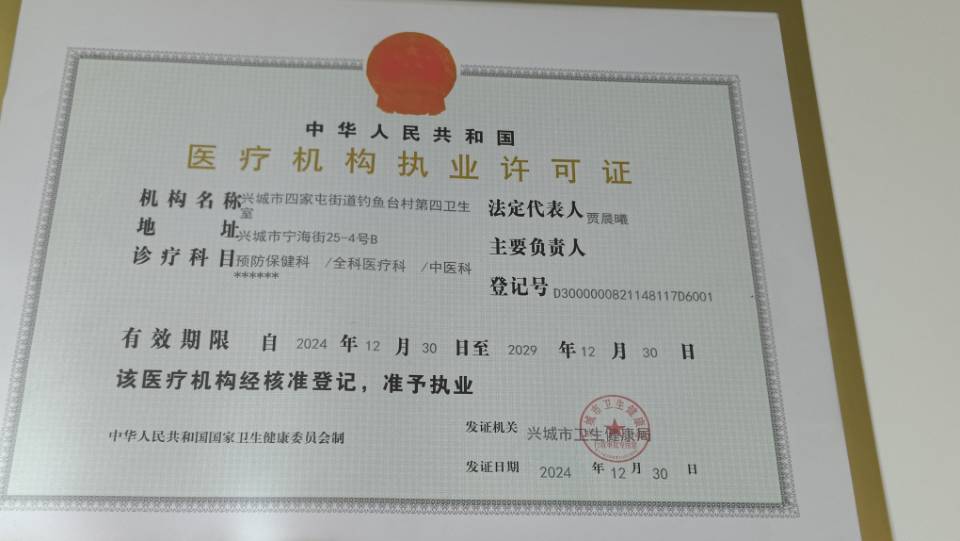 中华人民共和国
医疗机构执业许可证
机构名称 兴城市四家屯街道钓鱼台村第四卫生室
地址 兴城市宁海街25-4号B
诊疗科目 预防保健科 /全科医疗科 /中医科
******
法定代表人 贾晨曦
主要负责人
登记号 D3000000821148117D6001
有效期限 自 2024 年 12 月 30 日至 2029 年 12 月 30 日
该医疗机构经核准登记，准予执业
中华人民共和国国家卫生健康委员会制
发证机关 兴城市卫生健康局
发证日期 2024 年 12 月 30 日